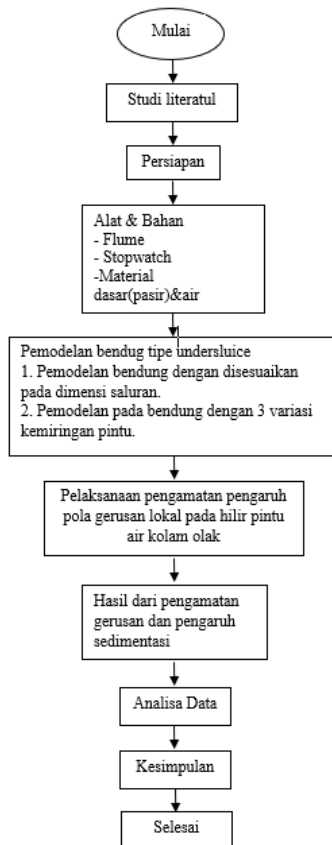 Mulai
Studi literatul
Persiapan
Alat & Bahan
- Flume
- Stopwatch
-Material
dasar(pasir)&air
Pemodelan bendug tipe undersluice
1. Pemodelan bendung dengan disesuaikan
pada dimensi saluran.
2. Pemodelan pada bendung dengan 3 variasi
kemiringan pintu.
Pelaksanaan pengamatan pengaruh
pola gerusan lokal pada hilir pintu
air kolam olak
Hasil dari pengamatan
gerusan dan pengaruh
sedimentasi
Analisa Data
Kesimpulan
Selesai